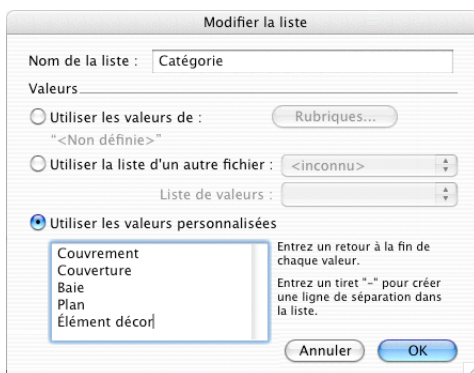 Modifier la liste
Nom de la liste : Catégorie
Valeurs
Utiliser les valeurs de : Rubriques...
“<Non définie>”
Utiliser la liste d'un autre fichier : <inconnu>
Liste de valeurs :
Utiliser les valeurs personnalisées
Couvrement
Couverture
Baie
Plan
Élément décor
Entrez un retour à la fin de
chaque valeur.
Entrez un tiret "-" pour créer
une ligne de séparation dans
la liste.
Annuler OK